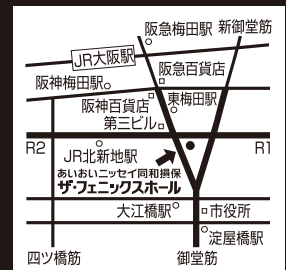 阪急梅田駅
新御堂筋
JR大阪駅
阪急百貨店
阪神梅田駅
阪神百貨店
東梅田駅
第三ビル
R2
JR北新地駅
R1
あいおいニッセイ同和損保
ザ・フェニックスホール
大江橋駅
市役所
淀屋橋駅
四ツ橋筋
御堂筋